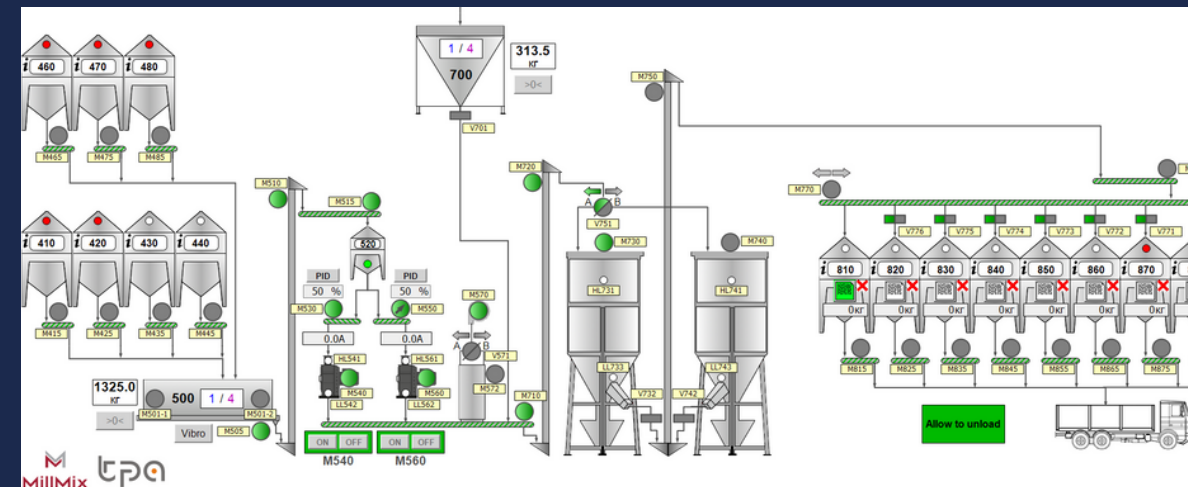 1 / 4
700
313.5
кг
>0<
V701
i 460
i 470
i 480
M465
M475
M485
M510
M515
520
PID
50 %
PID
50 %
M530
M550
0.0A
0.0A
HL541
HL561
M540
M560
LL542
LL562
M570
A B
V571
M572
M710
ON OFF
ON OFF
M540
M560
i 410
i 420
i 430
i 440
M415
M425
M435
M445
1325.0
кг
>0<
500
1 / 4
M501-1
M501-2
Vibro
M505
MillMix
tpa
M720
A B
V751
M730
M740
M750
HL731
HL741
LL733
LL743
V732
V742
M770
V776
V775
V774
V773
V772
V771
i 810
i 820
i 830
i 840
i 850
i 860
i 870
0кг
0кг
0кг
0кг
0кг
0кг
0кг
M815
M825
M835
M845
M855
M865
M875
Allow to unload